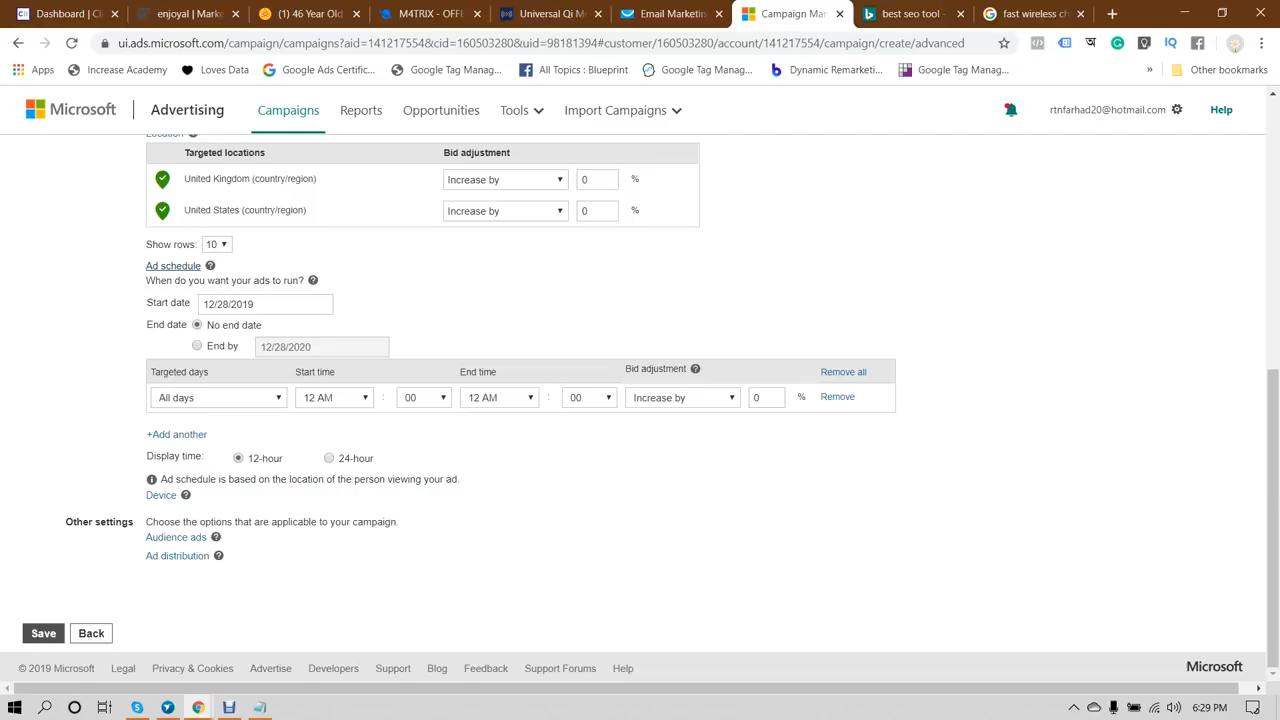 Dashboard | Cli
enjoyal | Memb
(1) 46 Year Old
M4TRIX - OFF
Universal Qi M
Email Marketin
Campaign Ma
best seo tool -
fast wireless ch
ui.ads.microsoft.com/campaign/campaigns?aid=141217554&cid=160503280&uid=98181394#customer/160503280/account/141217554/campaign/create/advanced
Apps
Increase Academy
Loves Data
Google Ads Certific...
Google Tag Manag...
All Topics : Blueprint
Google Tag Manag...
Dynamic Remarketi...
Google Tag Manag...
»
Other bookmarks
Microsoft
Advertising
Campaigns
Reports
Opportunities
Tools
Import Campaigns
rtnfarhad20@hotmail.com
Help
Location
Targeted locations Bid adjustment
United Kingdom (country/region) Increase by 0 %
United States (country/region) Increase by 0 %
Show rows: 10
Ad schedule
When do you want your ads to run?
Start date 12/28/2019
End date No end date
End by 12/28/2020
Targeted days Start time End time Bid adjustment Remove all
All days 12 AM : 00 12 AM : 00 Increase by 0 % Remove
+Add another
Display time: 12-hour 24-hour
Ad schedule is based on the location of the person viewing your ad.
Device
Other settings Choose the options that are applicable to your campaign.
Audience ads
Ad distribution
Save Back
© 2019 Microsoft Legal Privacy & Cookies Advertise Developers Support Blog Feedback Support Forums Help Microsoft
6:29 PM